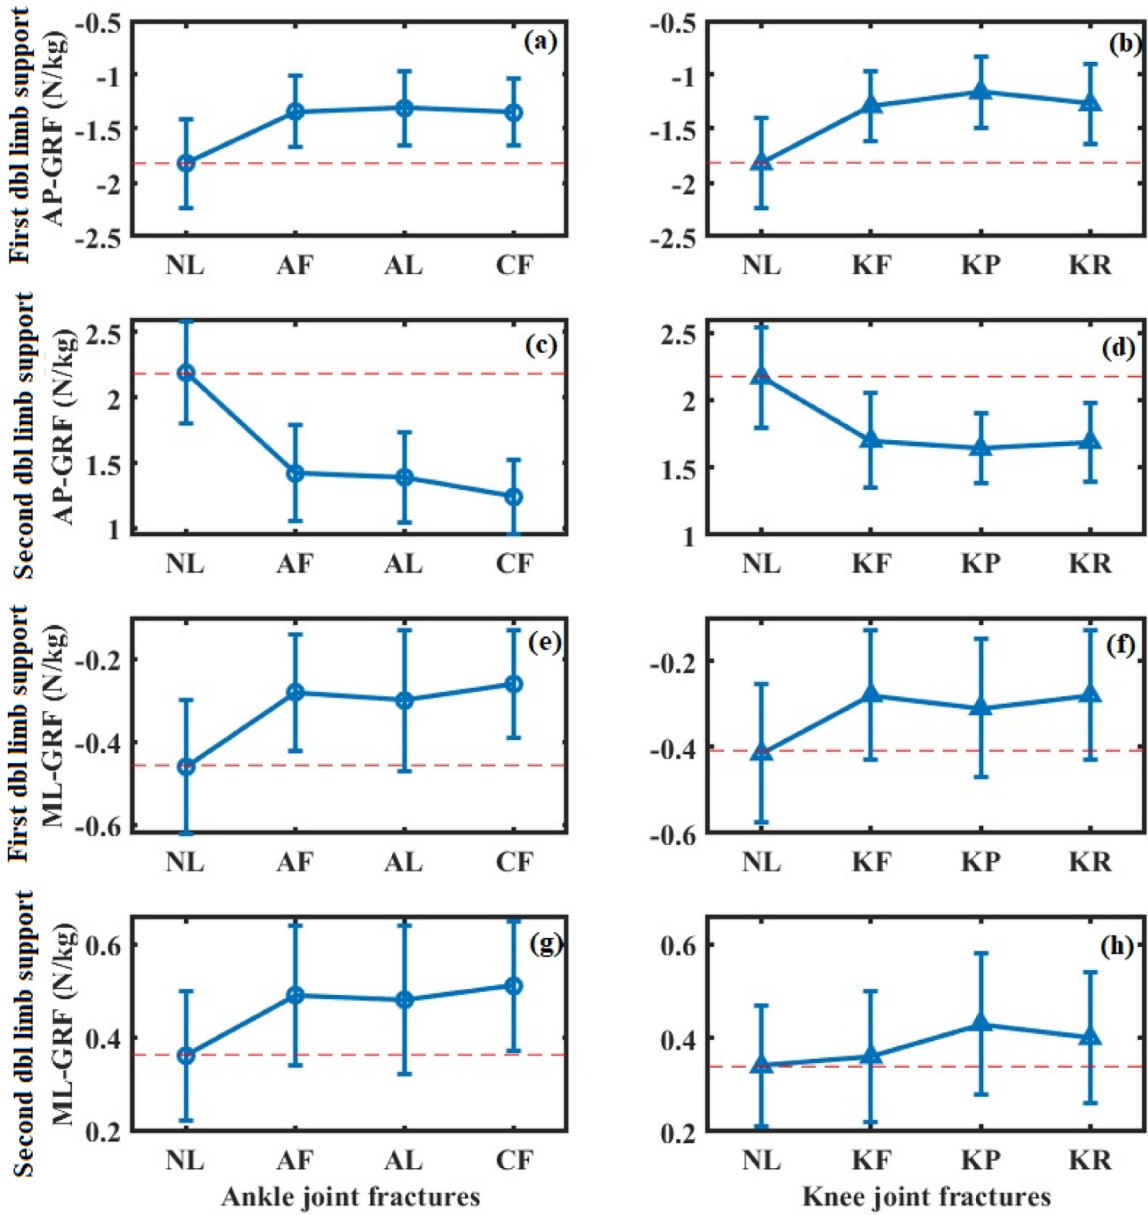 First dbl limb support
AP-GRF (N/kg)
-0.5
-1
-1.5
-2
-2.5
(a)
NL AF AL CF
-0.5
-1
-1.5
-2
-2.5
(b)
NL KF KP KR
Second dbl limb support
AP-GRF (N/kg)
2.5
2
1.5
1
(c)
NL AF AL CF
2.5
2
1.5
1
(d)
NL KF KP KR
First dbl limb support
ML-GRF (N/kg)
-0.2
-0.4
-0.6
(e)
NL AF AL CF
-0.2
-0.4
-0.6
(f)
NL KF KP KR
Second dbl limb support
ML-GRF (N/kg)
0.6
0.4
0.2
(g)
NL AF AL CF
Ankle joint fractures
0.6
0.4
0.2
(h)
NL KF KP KR
Knee joint fractures